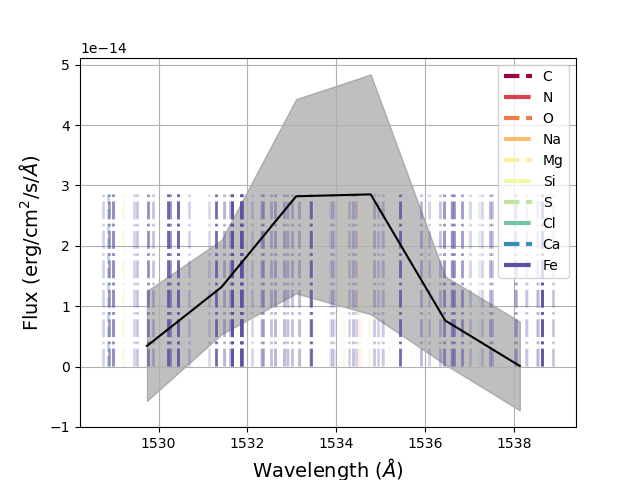 1e−14
5
4
3
2
1
0
−1
1530
1532
1534
1536
1538
Flux (erg/cm²/s/Å)
Wavelength (Å)
C
N
O
Na
Mg
Si
S
Cl
Ca
Fe